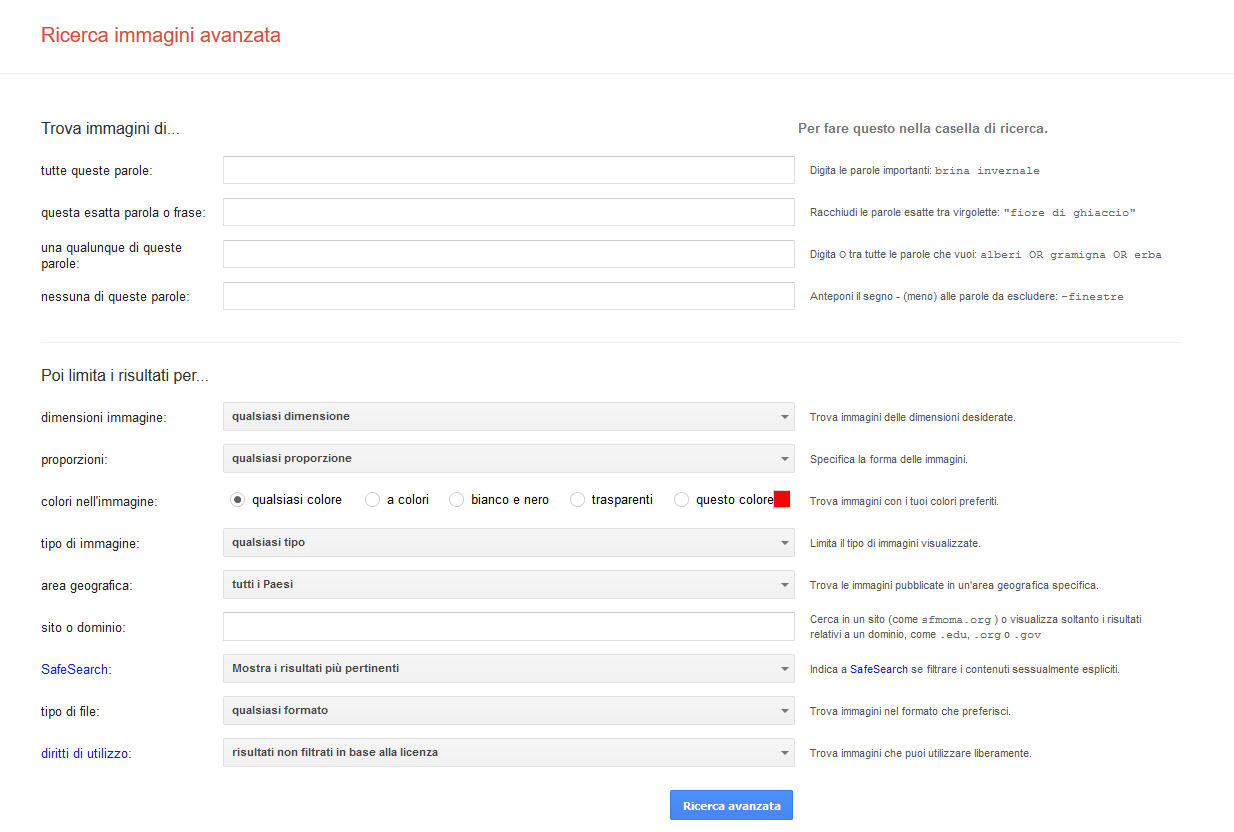 Ricerca immagini avanzata
Trova immagini di...
Per fare questo nella casella di ricerca.
tutte queste parole:
Digita le parole importanti: brina invernale
questa esatta parola o frase:
Racchiudi le parole esatte tra virgolette: "fiore di ghiaccio"
una qualunque di queste
parole:
Digita O tra tutte le parole che vuoi: alberi OR gramigna OR erba
nessuna di queste parole:
Anteponi il segno - (meno) alle parole da escludere: -finestre
Poi limita i risultati per...
dimensioni immagine:
qualsiasi dimensione
Trova immagini delle dimensioni desiderate.
proporzioni:
qualsiasi proporzione
Specifica la forma delle immagini.
colori nell'immagine:
qualsiasi colore a colori bianco e nero trasparenti questo colore
Trova immagini con i tuoi colori preferiti.
tipo di immagine:
qualsiasi tipo
Limita il tipo di immagini visualizzate.
area geografica:
tutti i Paesi
Trova le immagini pubblicate in un'area geografica specifica.
sito o dominio:
Cerca in un sito (come sfmoma.org ) o visualizza soltanto i risultati
relativi a un dominio, come .edu, .org o .gov
SafeSearch:
Mostra i risultati più pertinenti
Indica a SafeSearch se filtrare i contenuti sessualmente espliciti.
tipo di file:
qualsiasi formato
Trova immagini nel formato che preferisci.
diritti di utilizzo:
risultati non filtrati in base alla licenza
Trova immagini che puoi utilizzare liberamente.
Ricerca avanzata